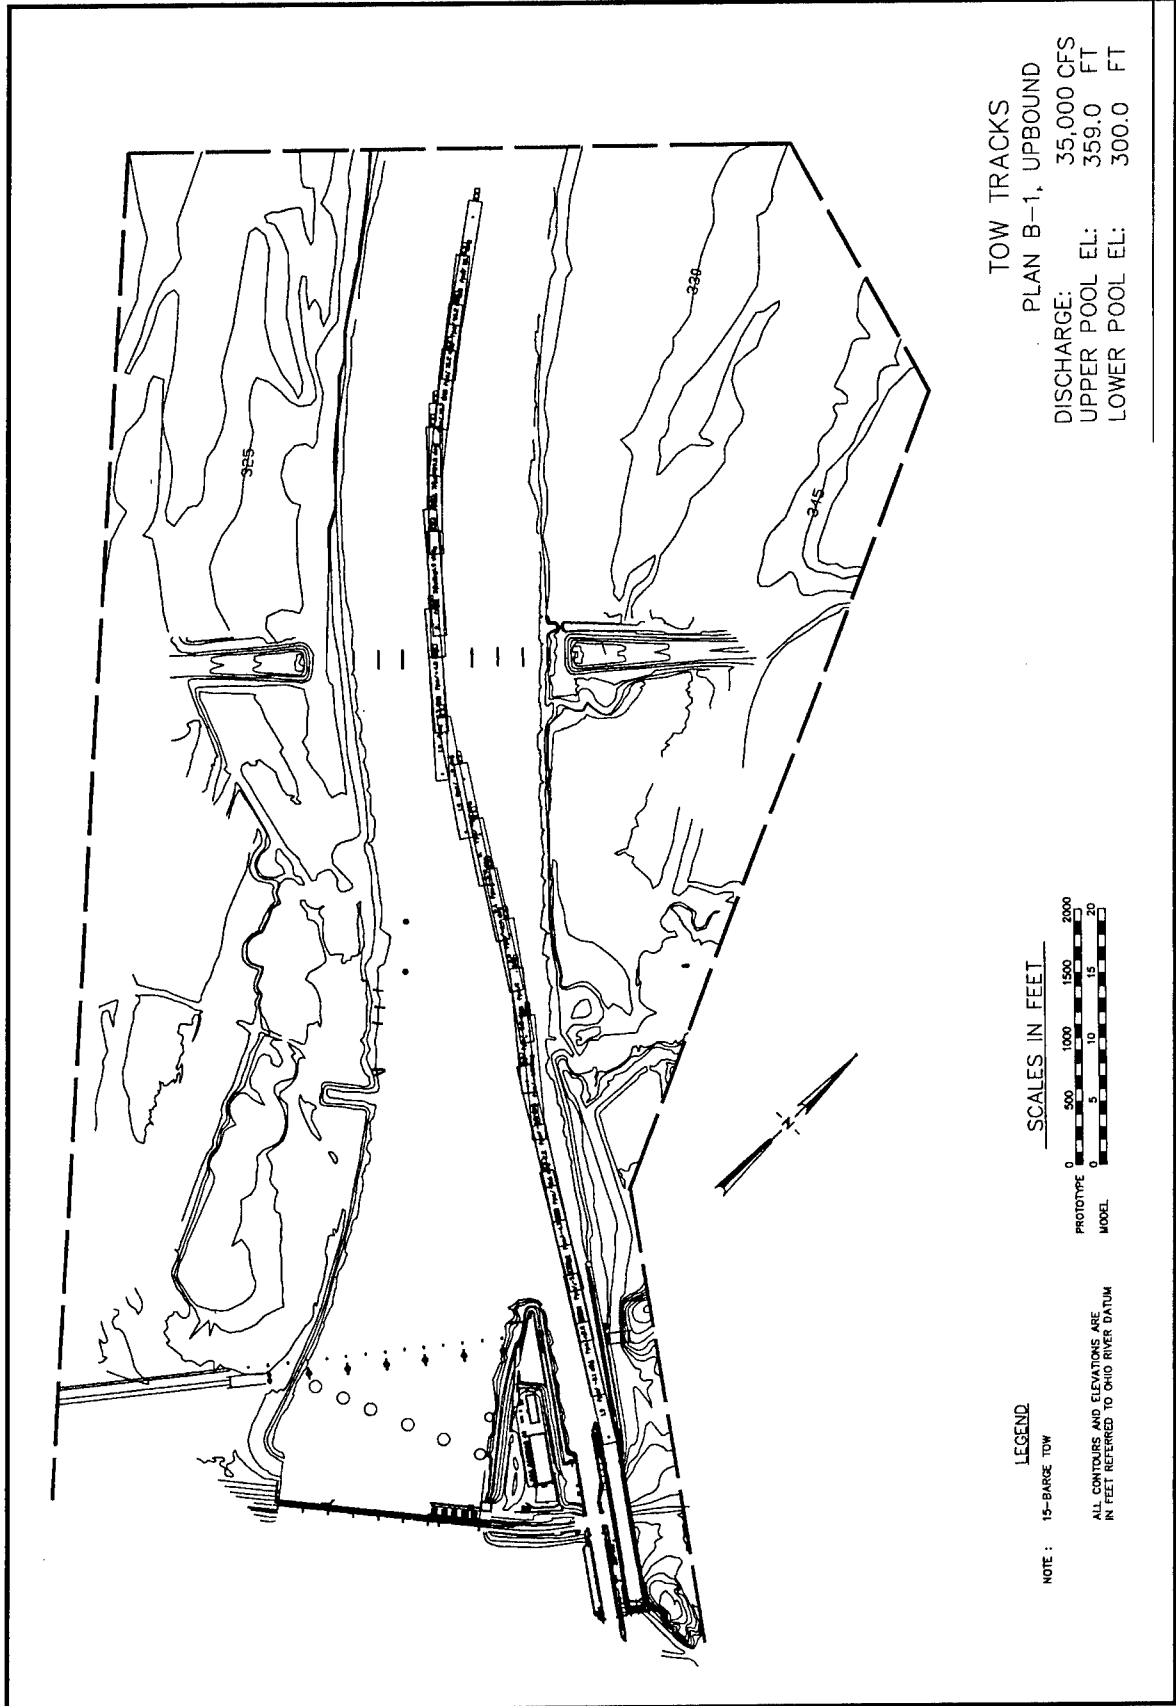 TOW TRACKS
PLAN B-1, UPBOUND
DISCHARGE: 35,000 CFS
UPPER POOL EL: 359.0 FT
LOWER POOL EL: 300.0 FT
325
330
345
N
SCALES IN FEET
PROTOTYPE 0 500 1000 1500 2000
MODEL 0 5 10 15 20
LEGEND
NOTE: 15-BARGE TOW
ALL CONTOURS AND ELEVATIONS ARE
IN FEET REFERRED TO OHIO RIVER DATUM